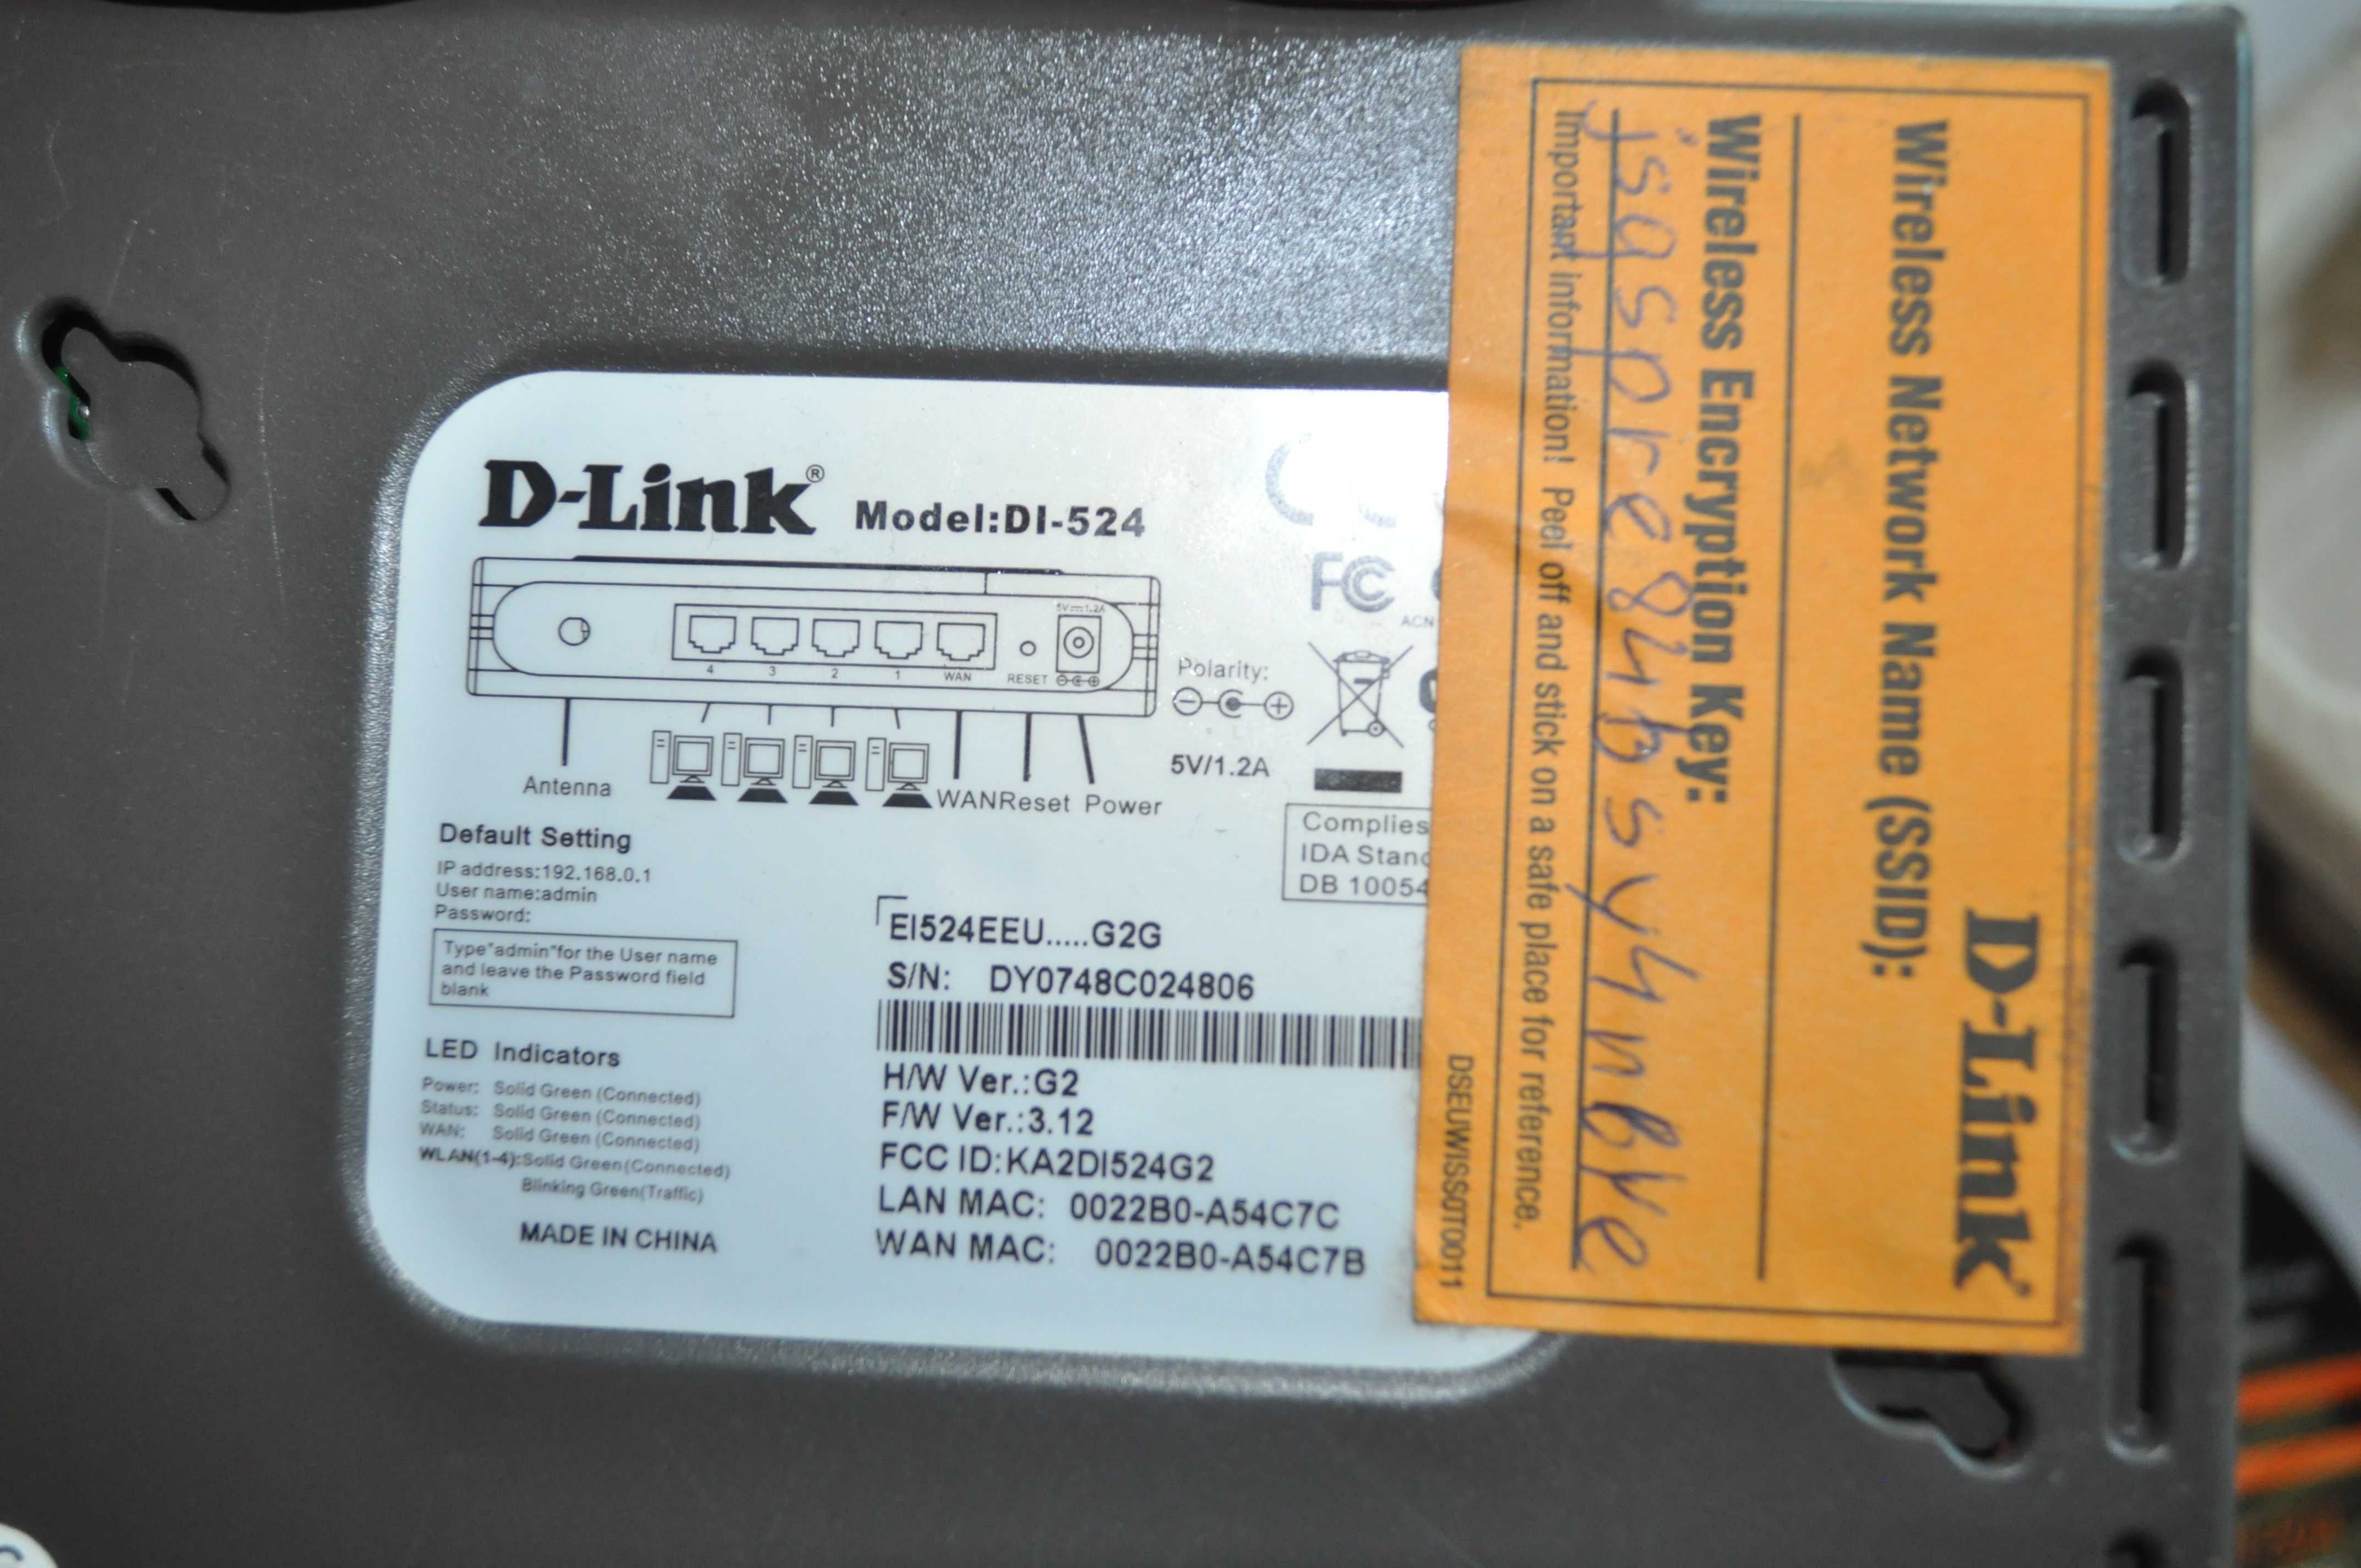 D-Link® Model:DI-524
FC
ACN
5V 1.2A
4 3 2 1 WAN RESET
Polarity:
5V/1.2A
Antenna
WAN Reset Power
Complies
IDA Stand
DB 10054
Default Setting
IP address:192.168.0.1
User name:admin
Password:
Type"admin"for the User name
and leave the Password field
blank
LED Indicators
Power: Solid Green (Connected)
Status: Solid Green (Connected)
WAN: Solid Green (Connected)
WLAN(1-4):Solid Green(Connected)
Blinking Green(Traffic)
MADE IN CHINA
EI524EEU.....G2G
S/N: DY0748C024806
H/W Ver.:G2
F/W Ver.:3.12
FCC ID:KA2DI524G2
LAN MAC: 0022B0-A54C7C
WAN MAC: 0022B0-A54C7B
D-Link
Wireless Network Name (SSID):
Wireless Encryption Key:
Important information! Peel off and stick on a safe place for reference.
DSEUWISS0T0011